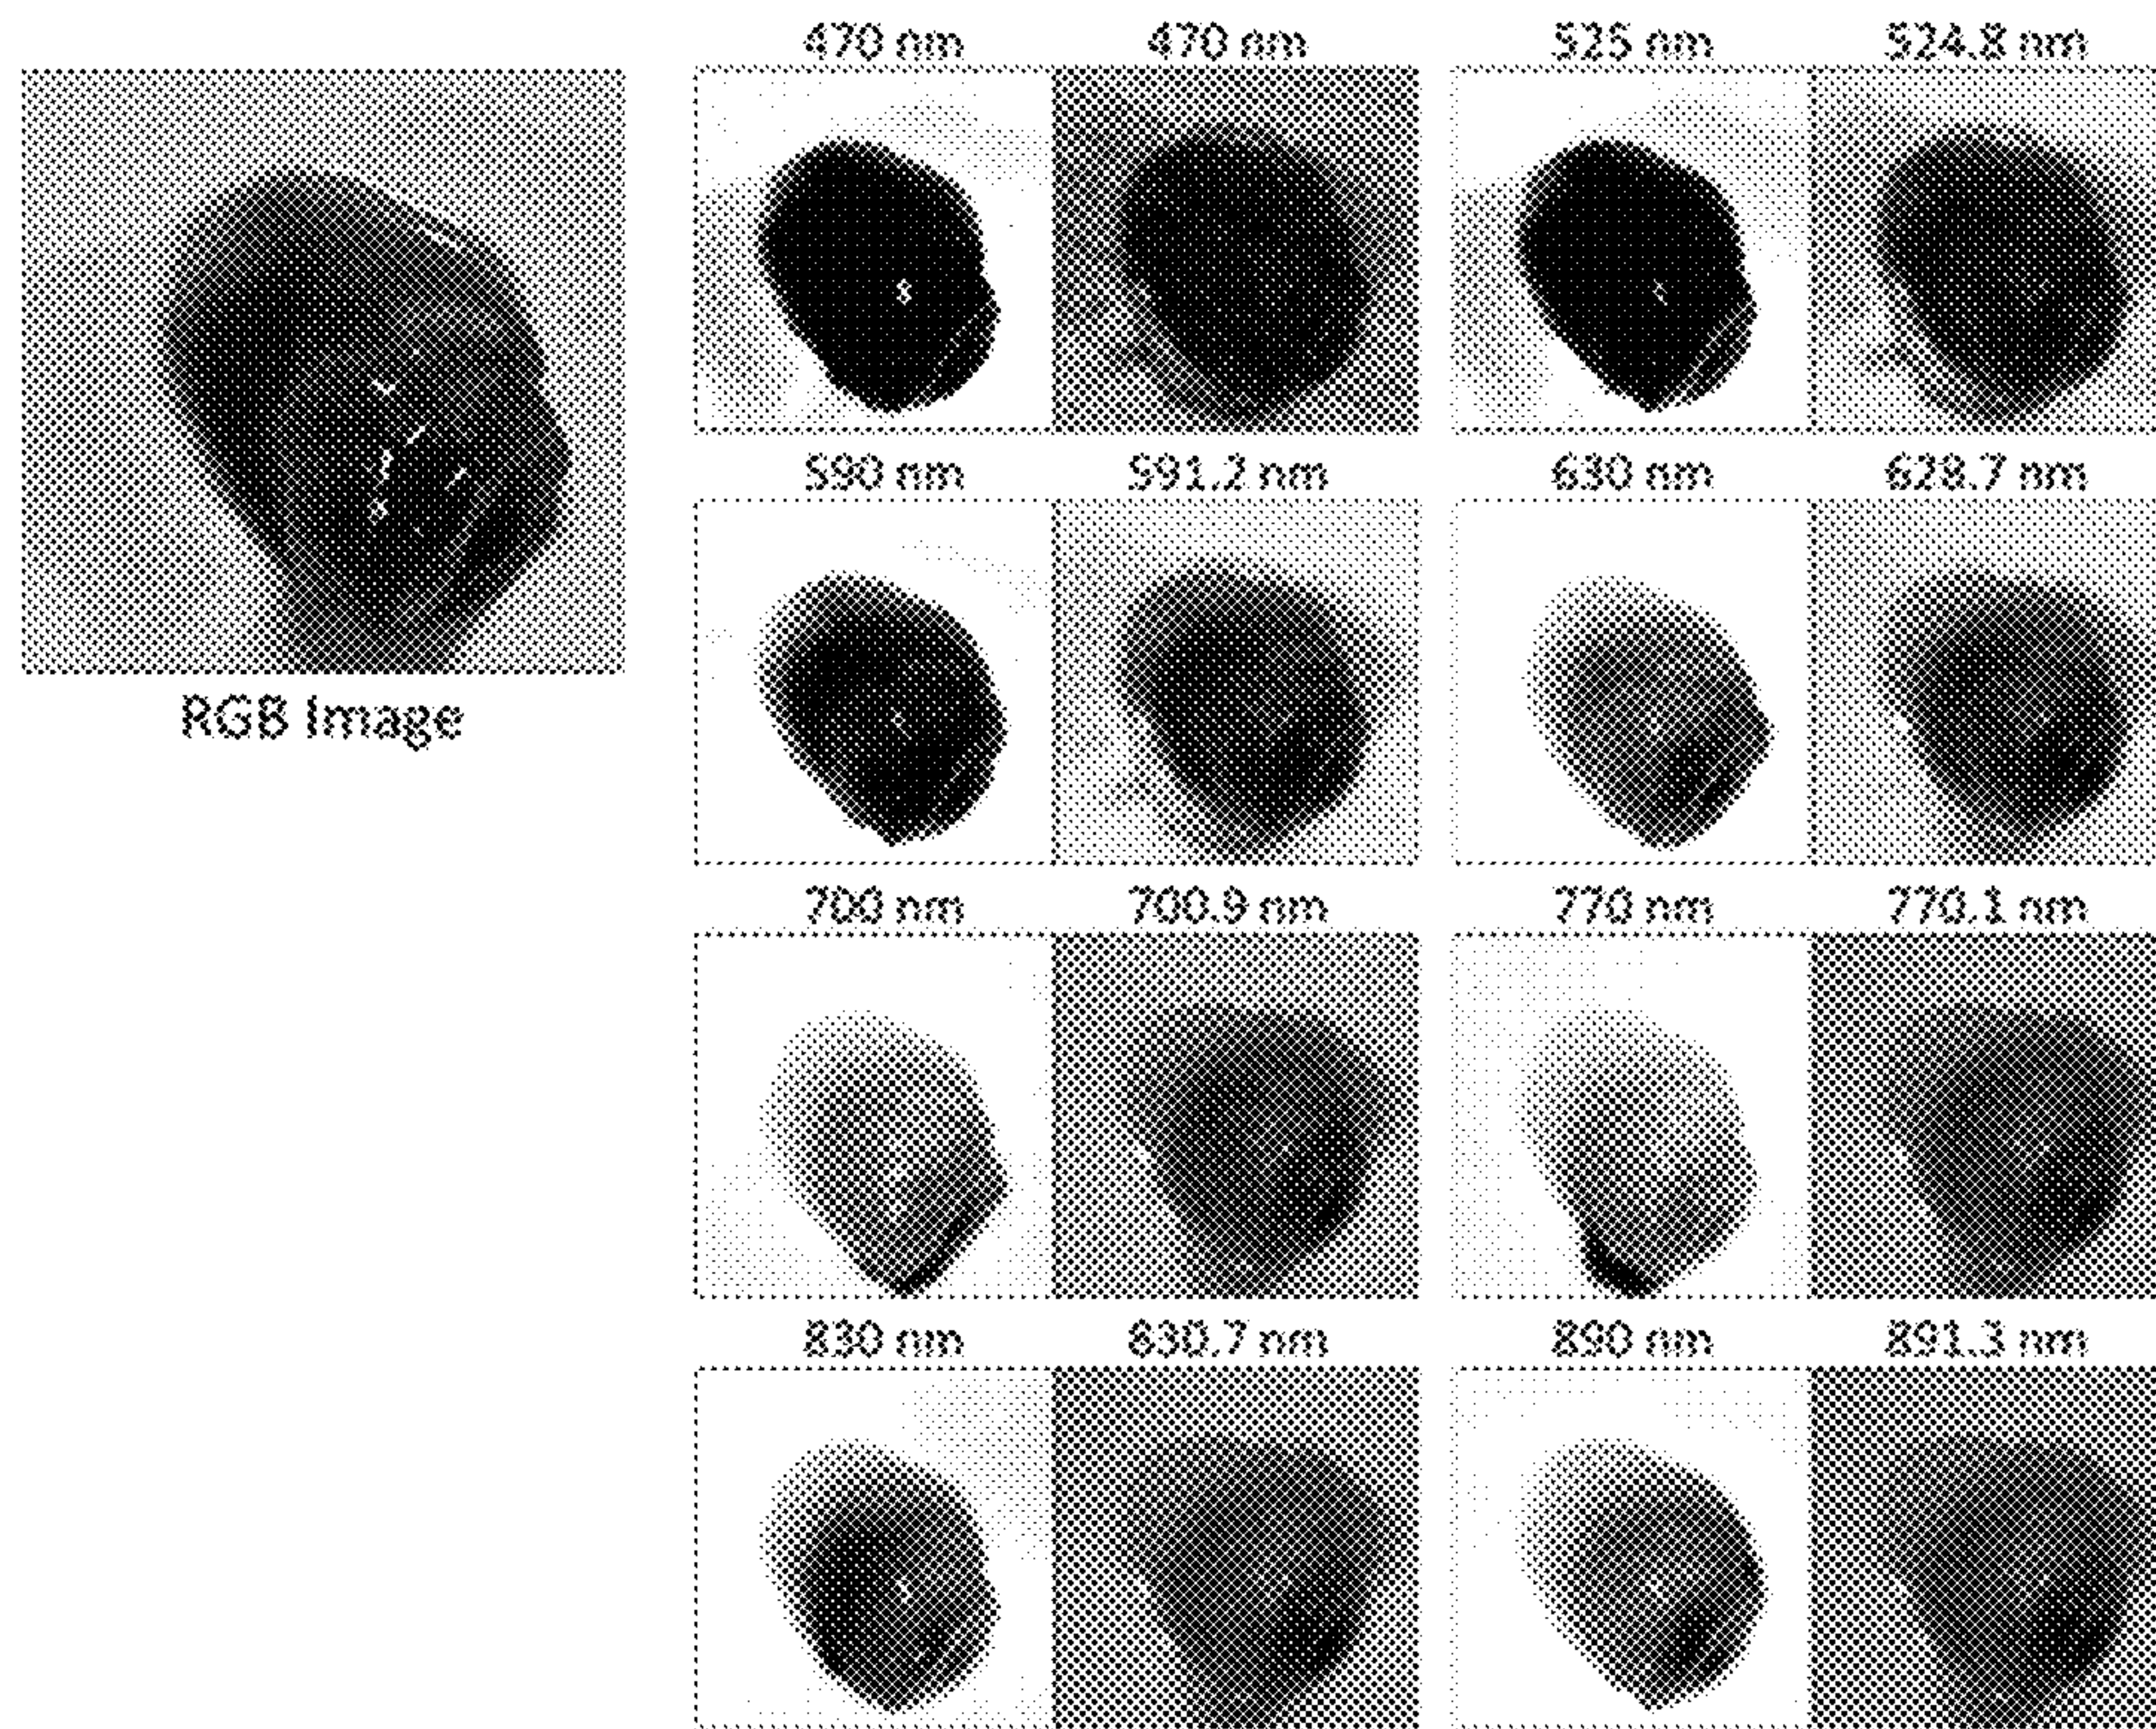 470 nm 470 nm 525 nm 524.8 nm
590 nm 591.2 nm 630 nm 628.7 nm
RGB Image
700 nm 700.9 nm 770 nm 770.1 nm
830 nm 830.7 nm 890 nm 891.3 nm